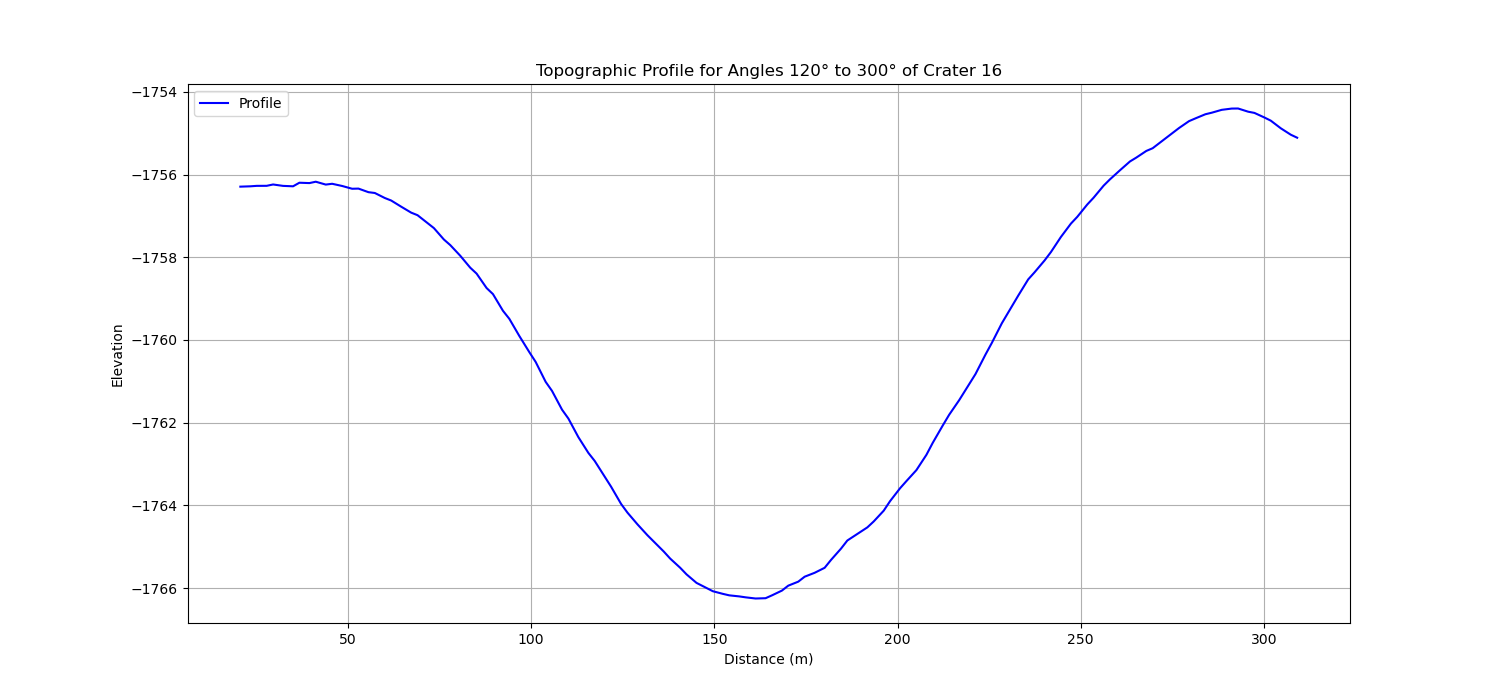 Topographic Profile for Angles 120° to 300° of Crater 16
Profile
Elevation
−1754
−1756
−1758
−1760
−1762
−1764
−1766
50 100 150 200 250 300
Distance (m)